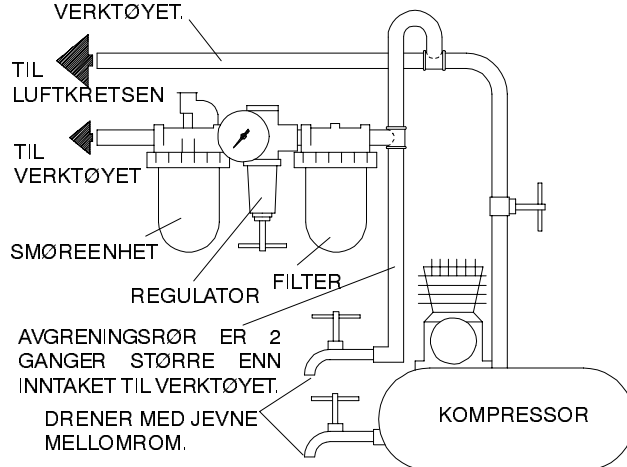 VERKTØYET.
TIL
LUFTKRETSEN
TIL
VERKTØYET
SMØREENHET
REGULATOR
FILTER
AVGRENINGSRØR ER 2
GANGER STØRRE ENN
INNTAKET TIL VERKTØYET.
DRENER MED JEVNE
MELLOMROM.
KOMPRESSOR